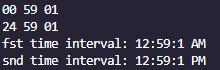 00 59 01
24 59 01
fst time interval: 12:59:1 AM
snd time interval: 12:59:1 PM